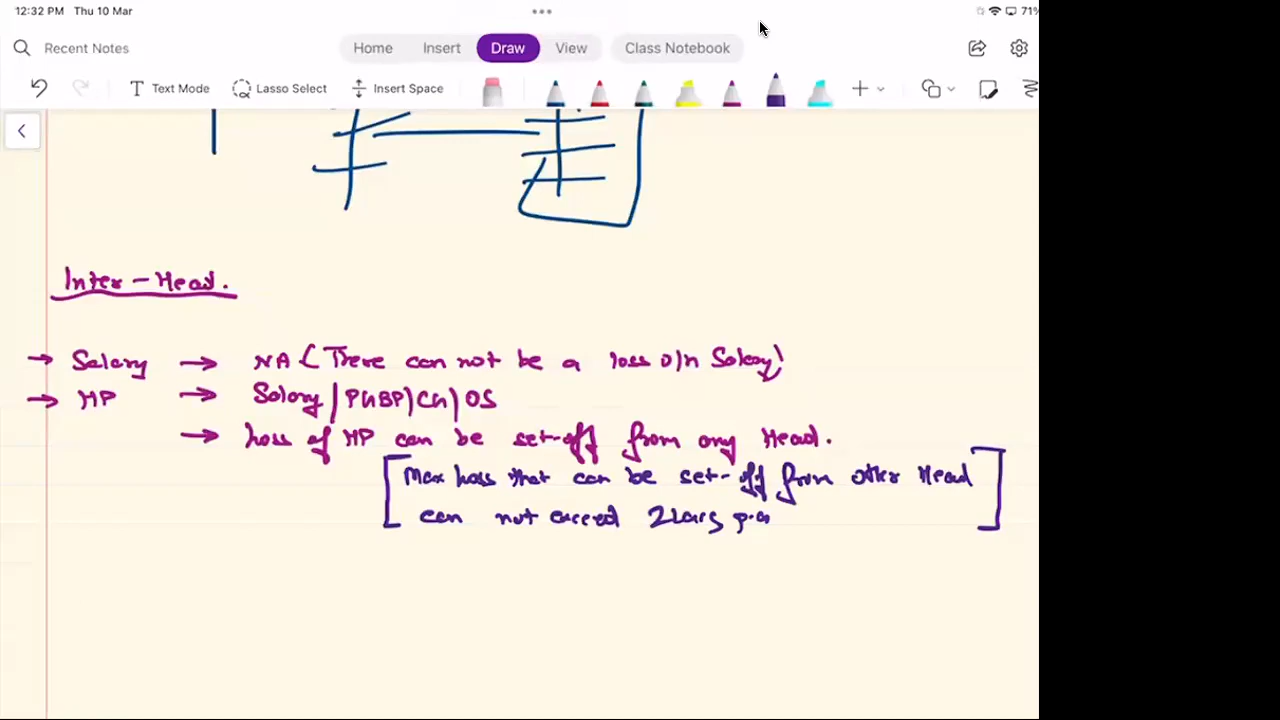 12:32 PM Thu 10 Mar 71%
Recent Notes Home Insert Draw View Class Notebook
Text Mode Lasso Select Insert Space
Inter-Head.
→ Salary → NA (There can not be a loss u/h Salary)
→ HP → Salary | PGBP | CG | OS
→ Loss of HP can be set-off from any Head.
[Max Loss that can be set-off from other Head
can not exceed 2Lacs p.a]